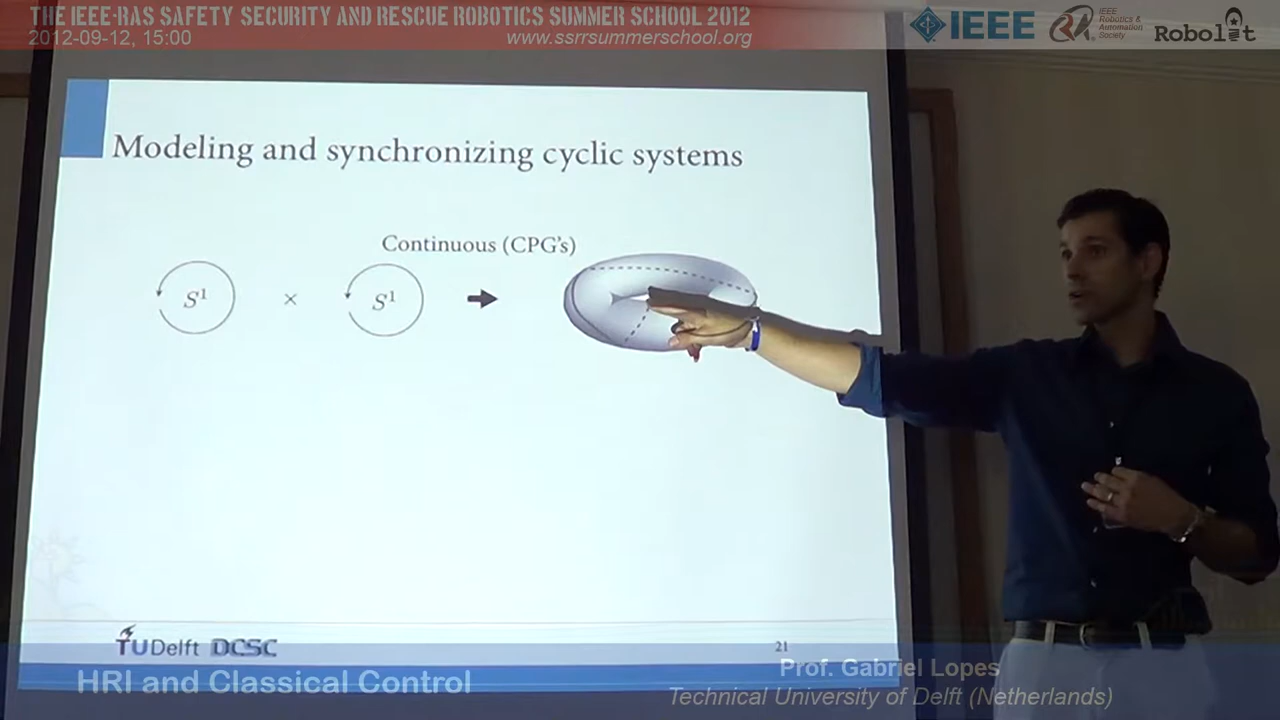 THE IEEE-RAS SAFETY SECURITY AND RESCUE ROBOTICS SUMMER SCHOOL 2012
2012-09-12, 15:00
www.ssrrsummerschool.org
IEEE
IEEE
Robotics &
Automation
Society
Robolit
Modeling and synchronizing cyclic systems
Continuous (CPG's)
S¹ × S¹
TUDelft DCSC
21
HRI and Classical Control
Prof. Gabriel Lopes
Technical University of Delft (Netherlands)